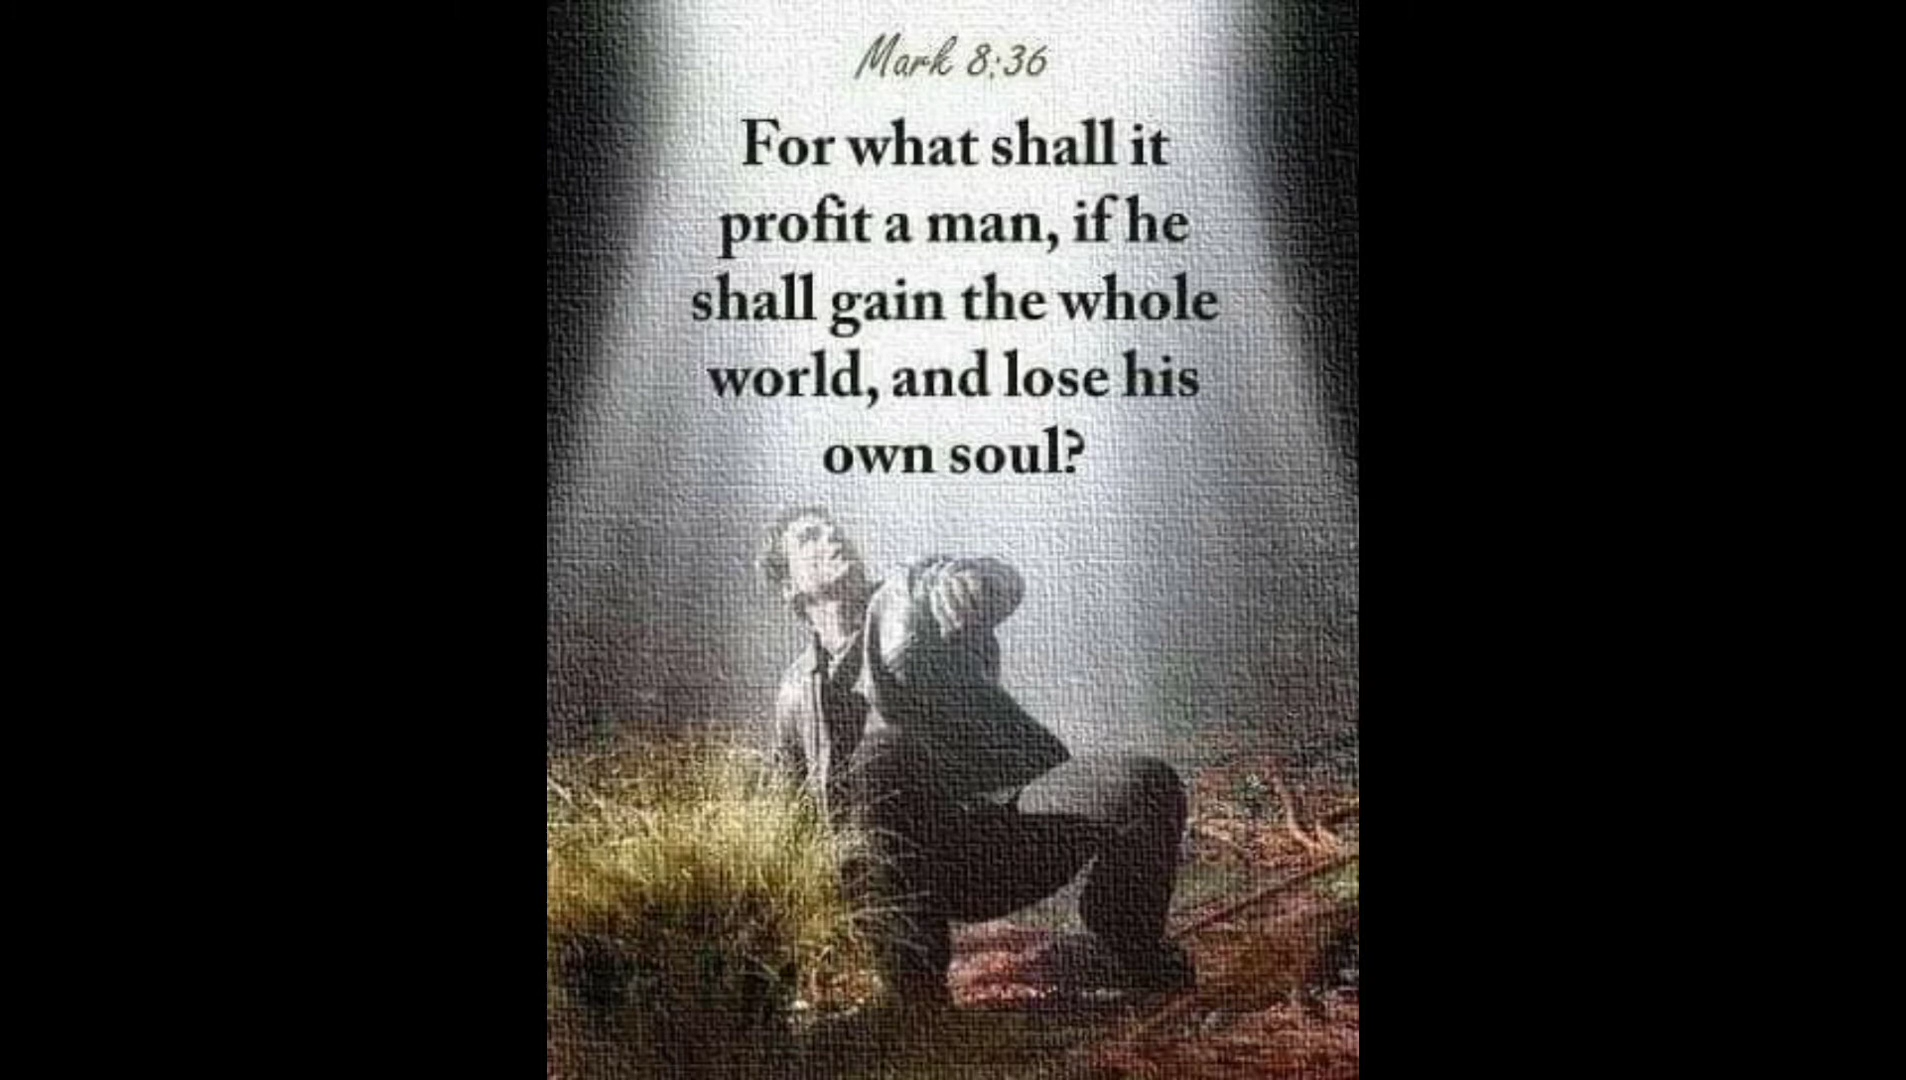 Mark 8:36
For what shall it
profit a man, if he
shall gain the whole
world, and lose his
own soul?